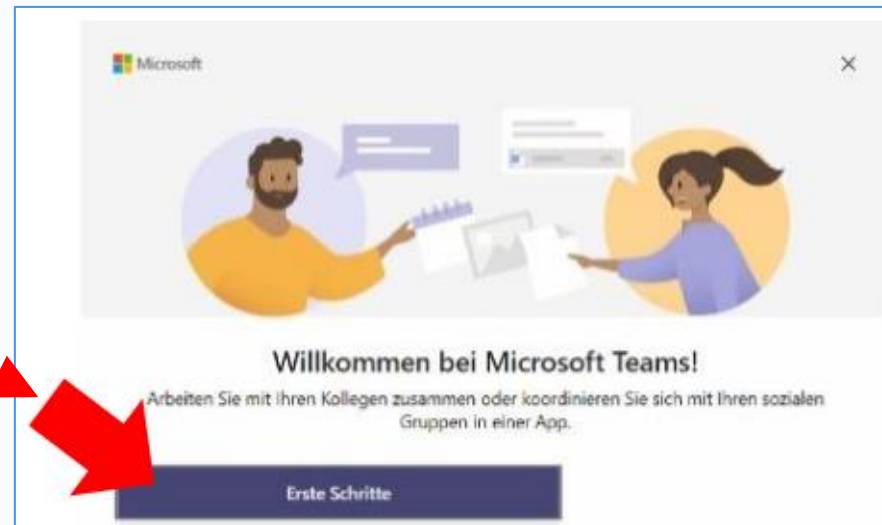 Microsoft
Willkommen bei Microsoft Teams!
Arbeiten Sie mit Ihren Kollegen zusammen oder koordinieren Sie sich mit Ihren sozialen
Gruppen in einer App.
Erste Schritte